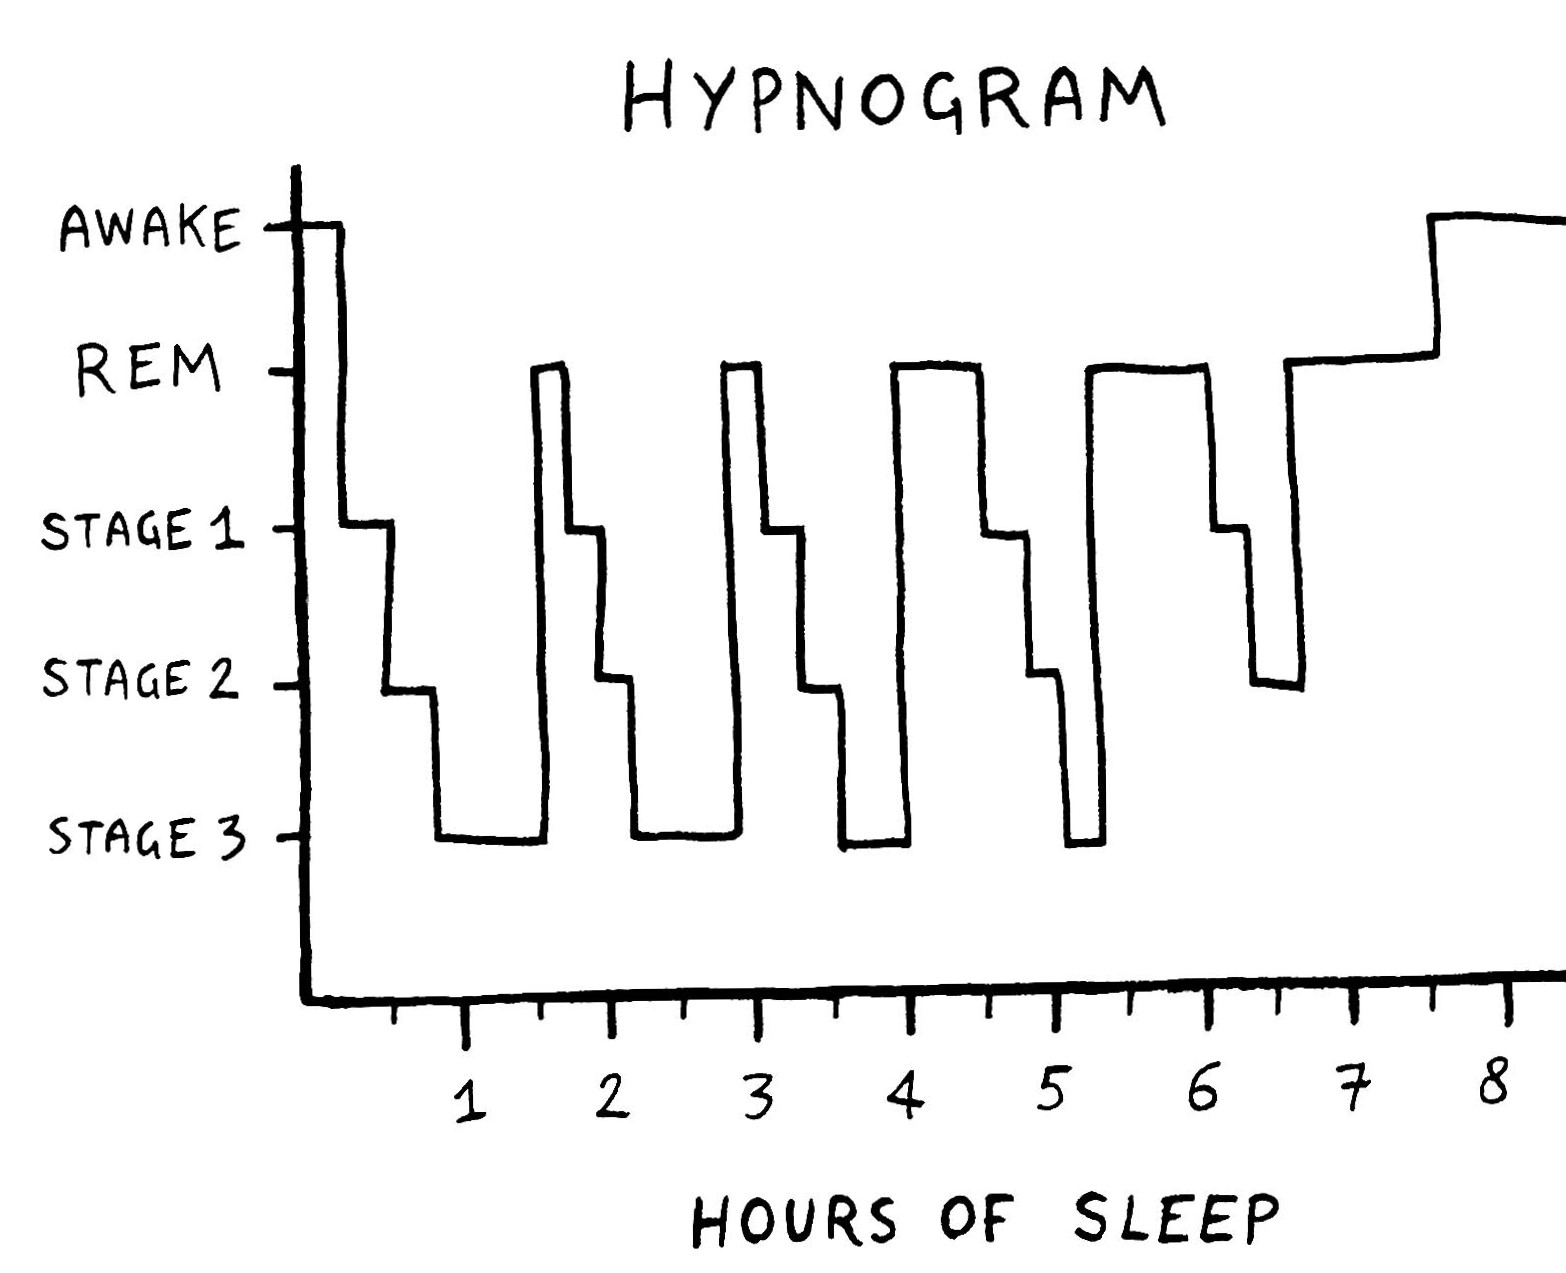 HYPNOGRAM
AWAKE
REM
STAGE 1
STAGE 2
STAGE 3
1 2 3 4 5 6 7 8
HOURS OF SLEEP